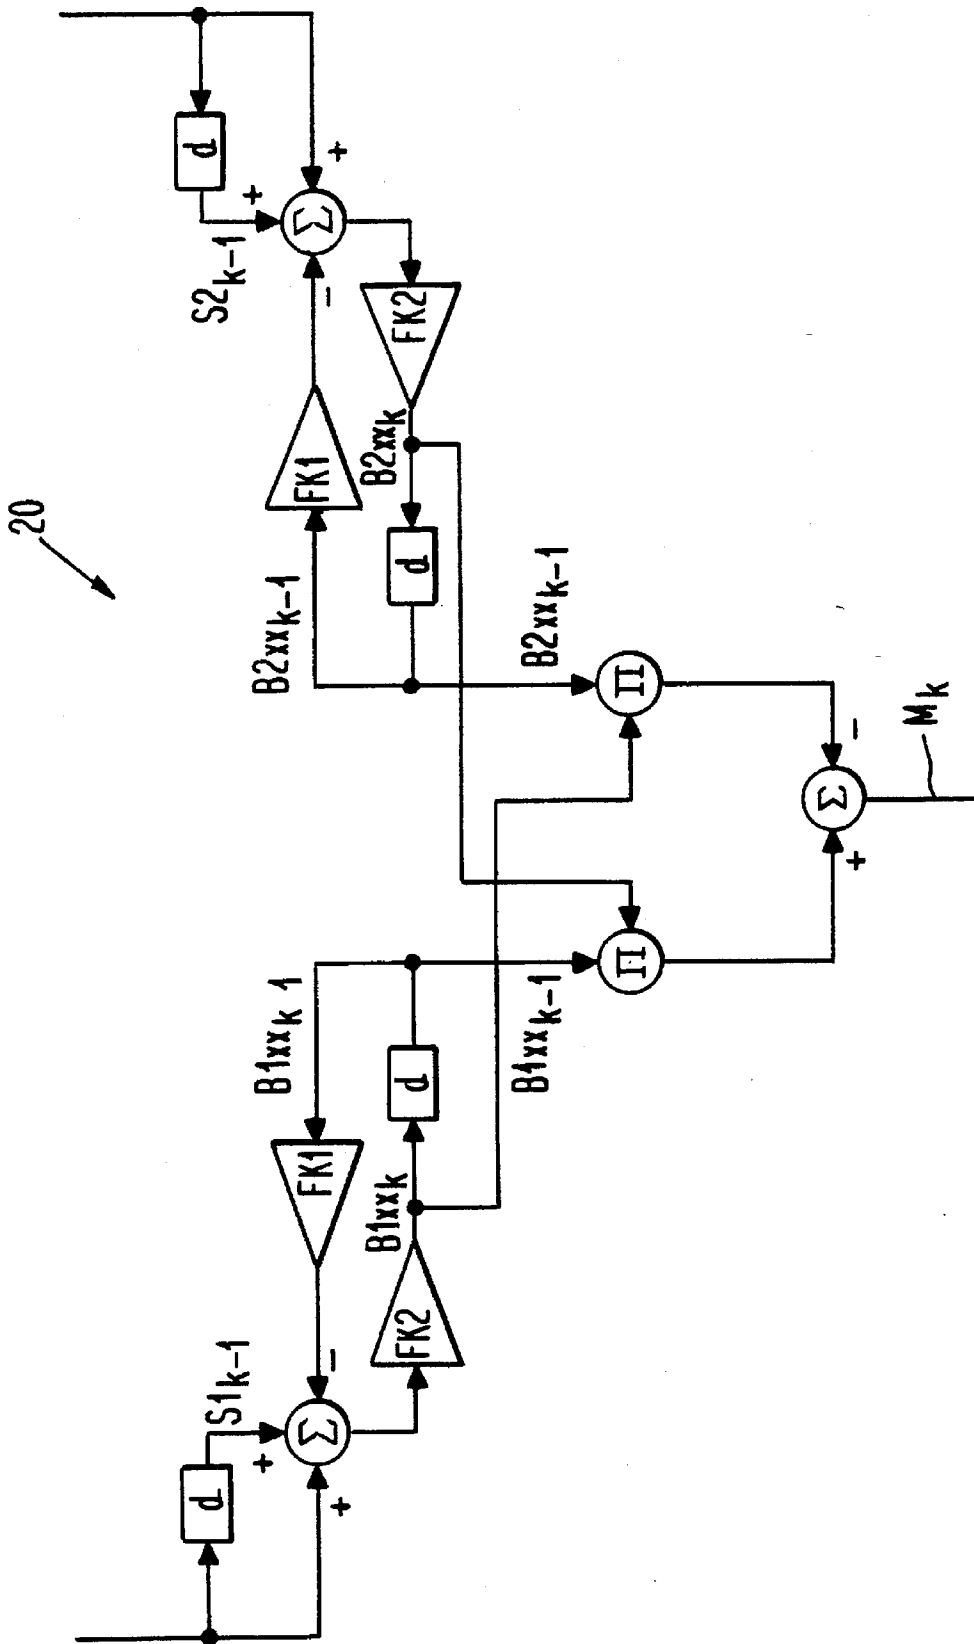 20
d
+
+
Σ
S2k-1
-
FK2
FK1
B2xxk
d
B2xxk-1
B2xxk-1
Π
-
Mk
Σ
+
Π
B1xxk 1
B1xxk-1
d
FK1
B1xxk
FK2
S1k-1
-
Σ
+
+
d